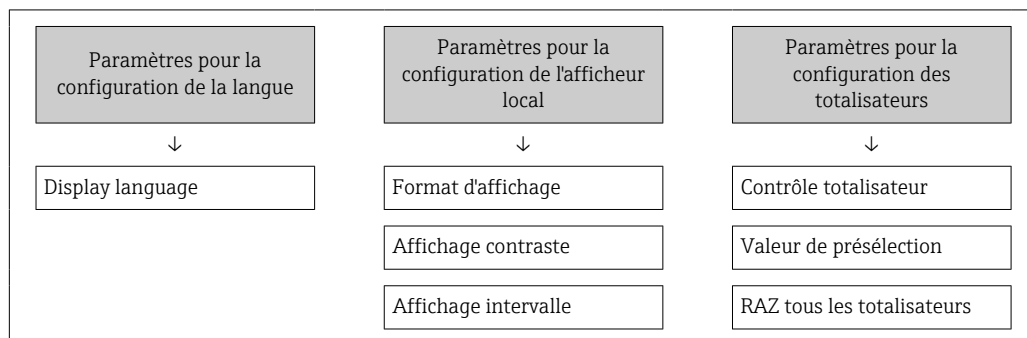 Paramètres pour la
configuration de la langue
↓
Display language
Paramètres pour la
configuration de l'afficheur
local
↓
Format d'affichage
Affichage contraste
Affichage intervalle
Paramètres pour la
configuration des
totalisateurs
↓
Contrôle totalisateur
Valeur de présélection
RAZ tous les totalisateurs